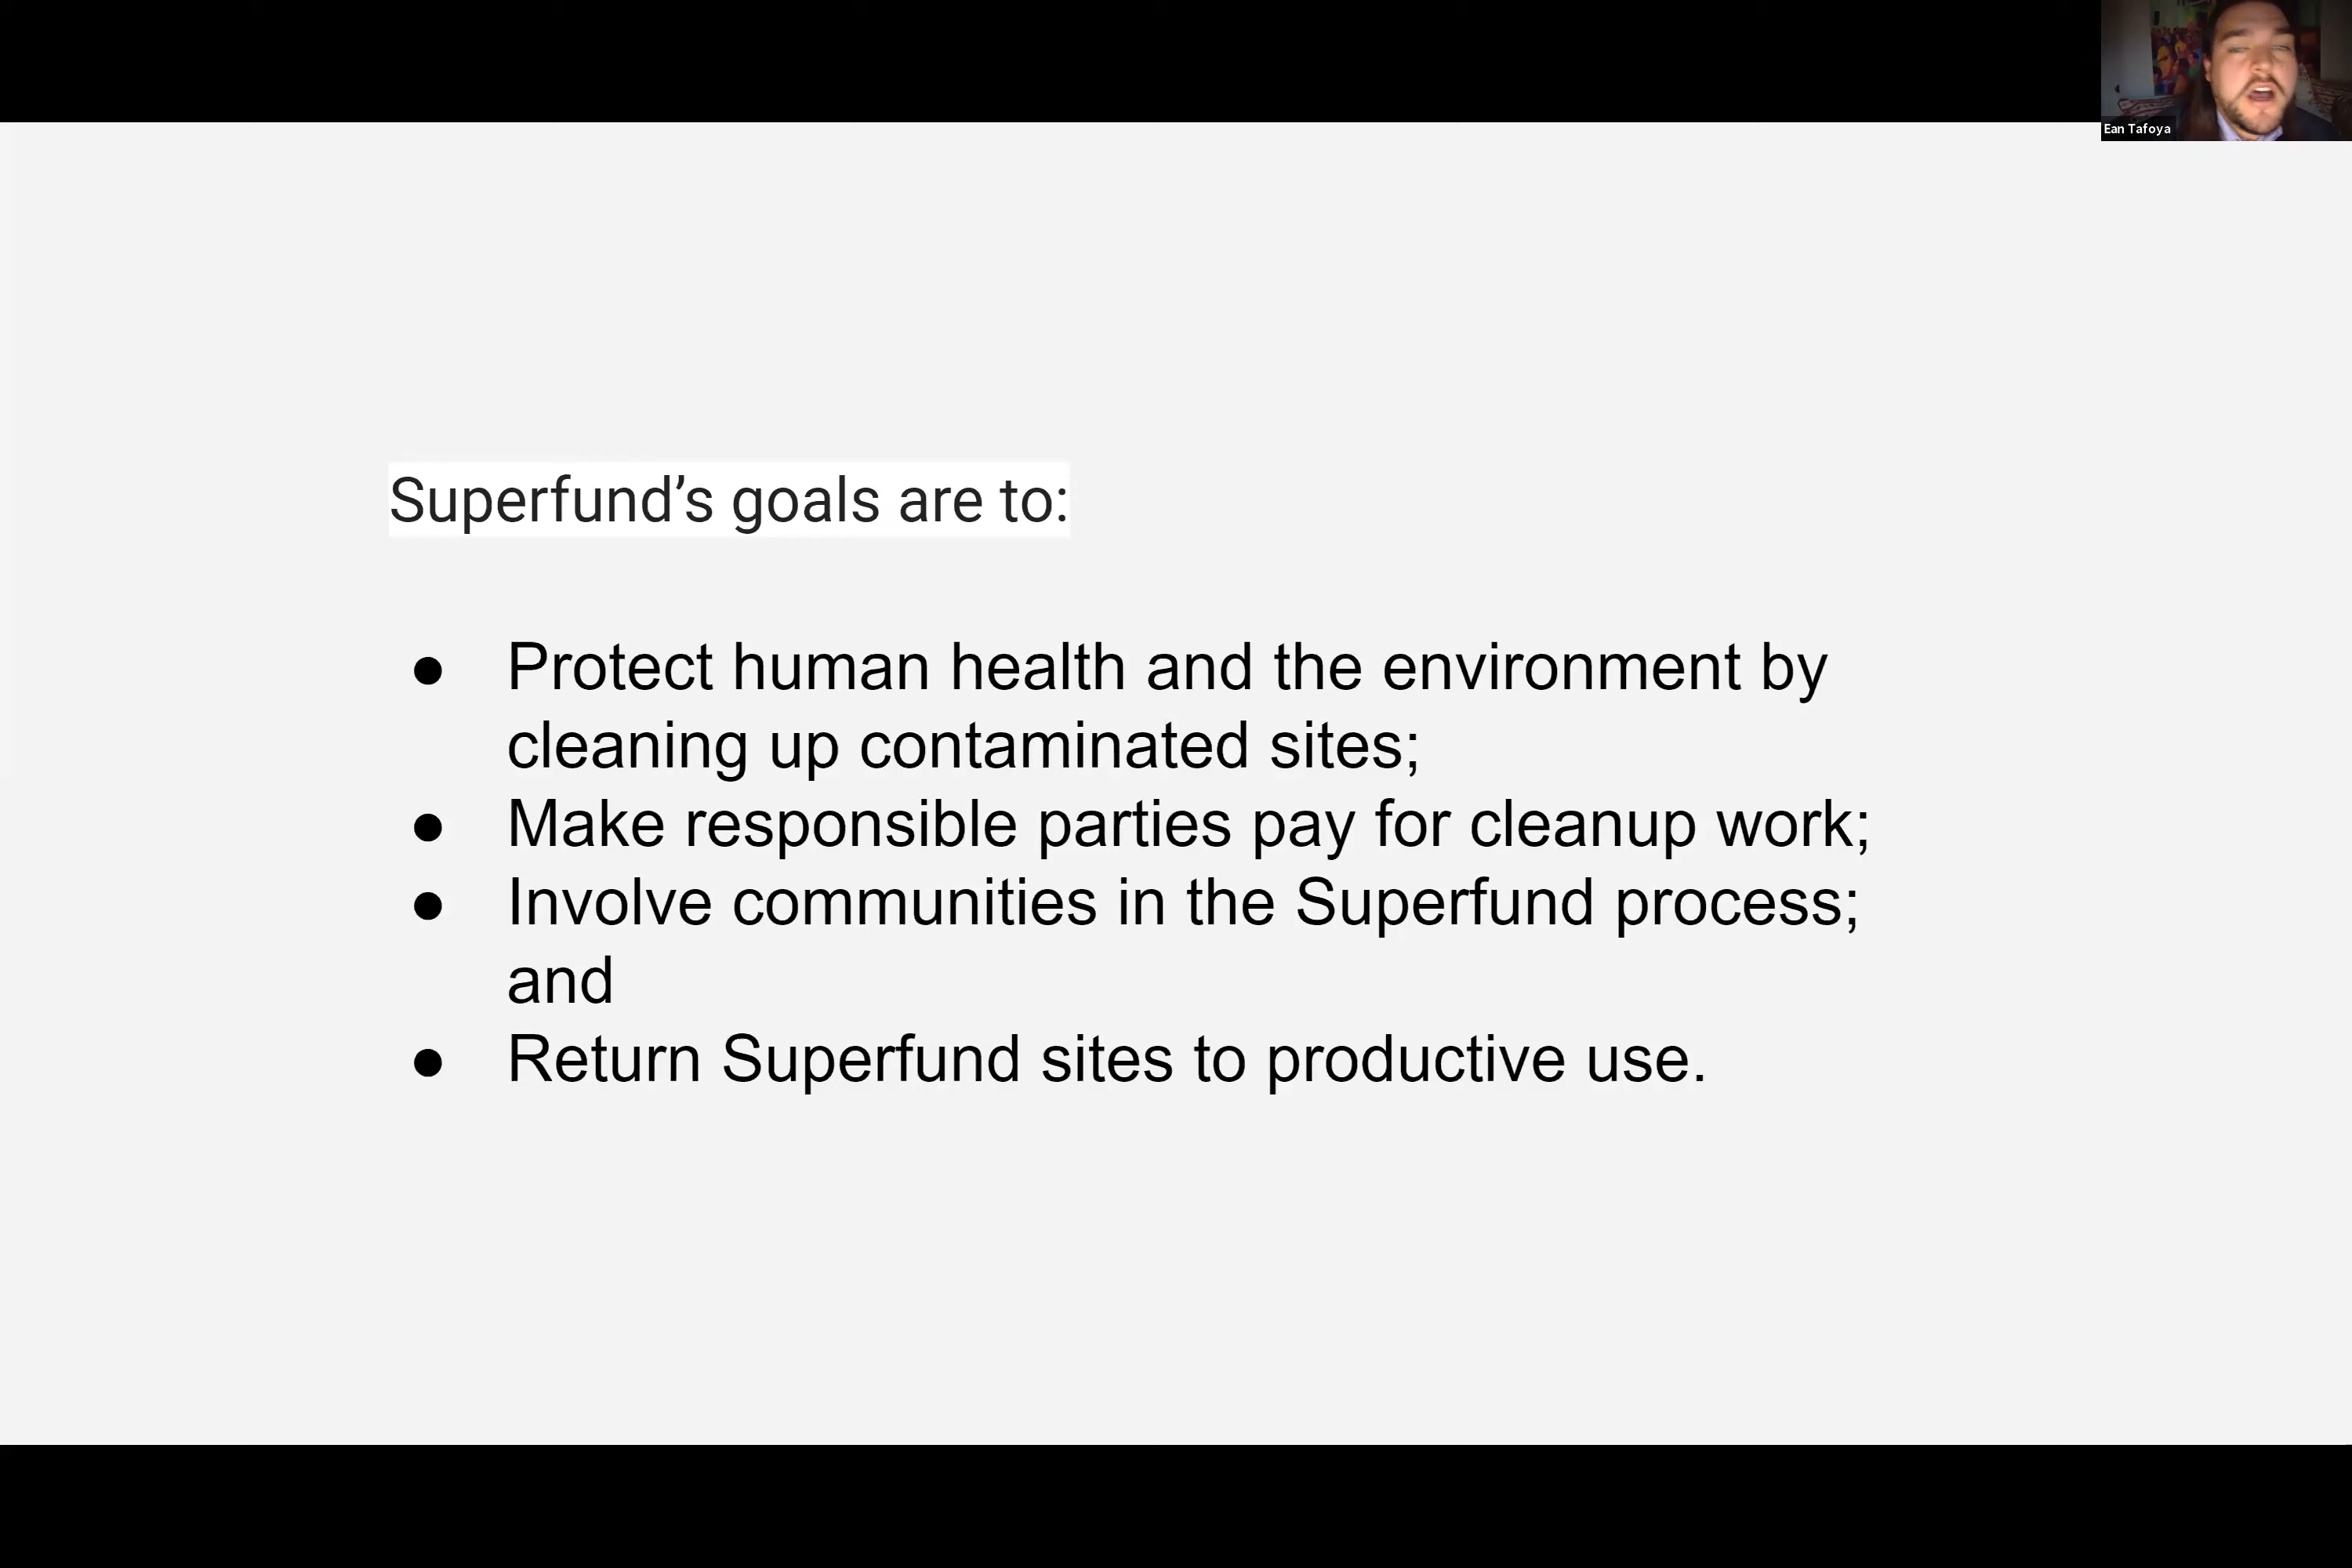 Ean Tafoya
Superfund’s goals are to:
● Protect human health and the environment by
cleaning up contaminated sites;
● Make responsible parties pay for cleanup work;
● Involve communities in the Superfund process;
and
● Return Superfund sites to productive use.